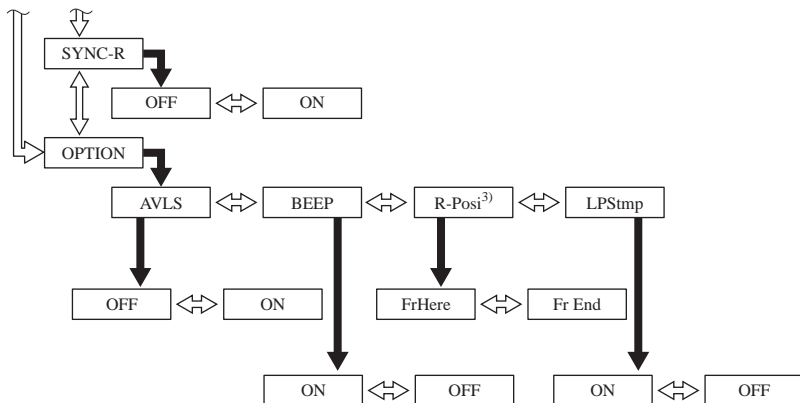 SYNC-R
OFF ON
OPTION
AVLS BEEP R-Posi3) LPStmp
OFF ON FrHere Fr End
ON OFF ON OFF